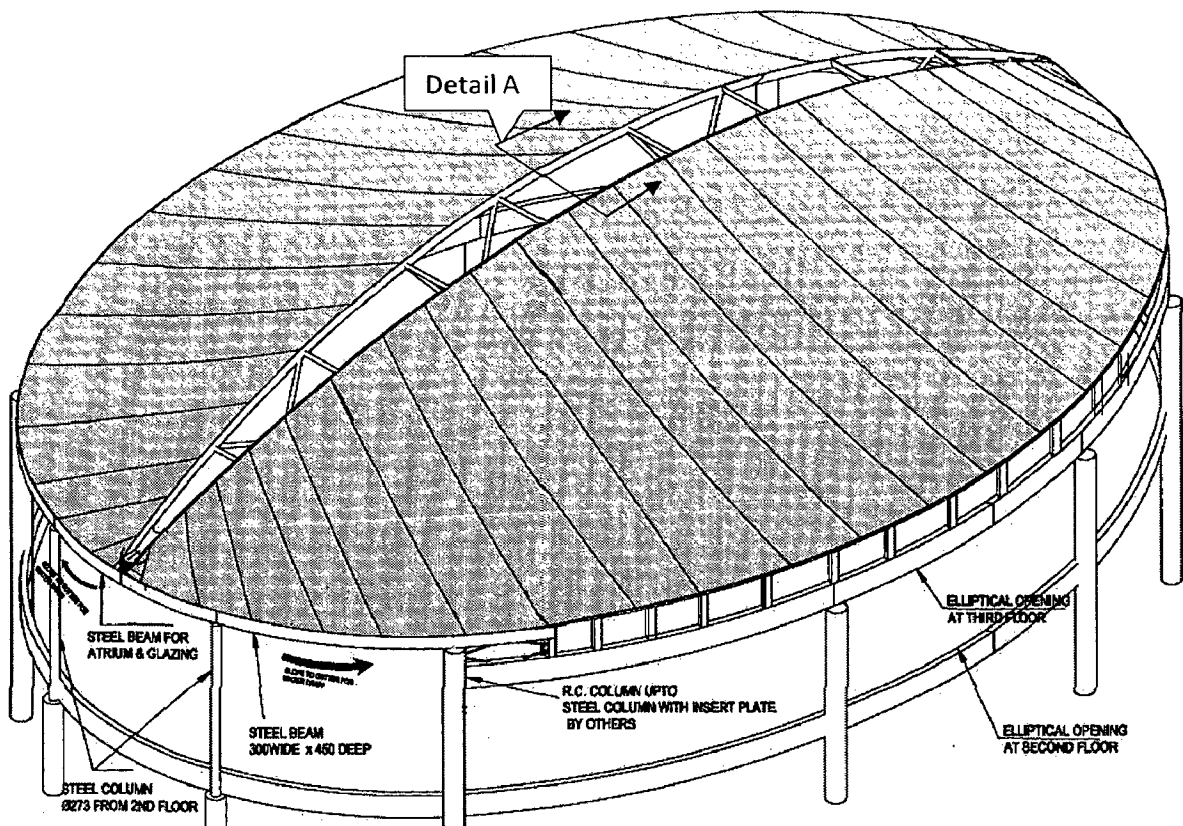 Detail A
STEEL BEAM FOR
ATRIUM & GLAZING
STEEL BEAM
300WIDE x 450 DEEP
STEEL COLUMN
Ø273 FROM 2ND FLOOR
R.C. COLUMN UPTO
STEEL COLUMN WITH INSERT PLATE
BY OTHERS
ELLIPTICAL OPENING
AT THIRD FLOOR
ELLIPTICAL OPENING
AT SECOND FLOOR